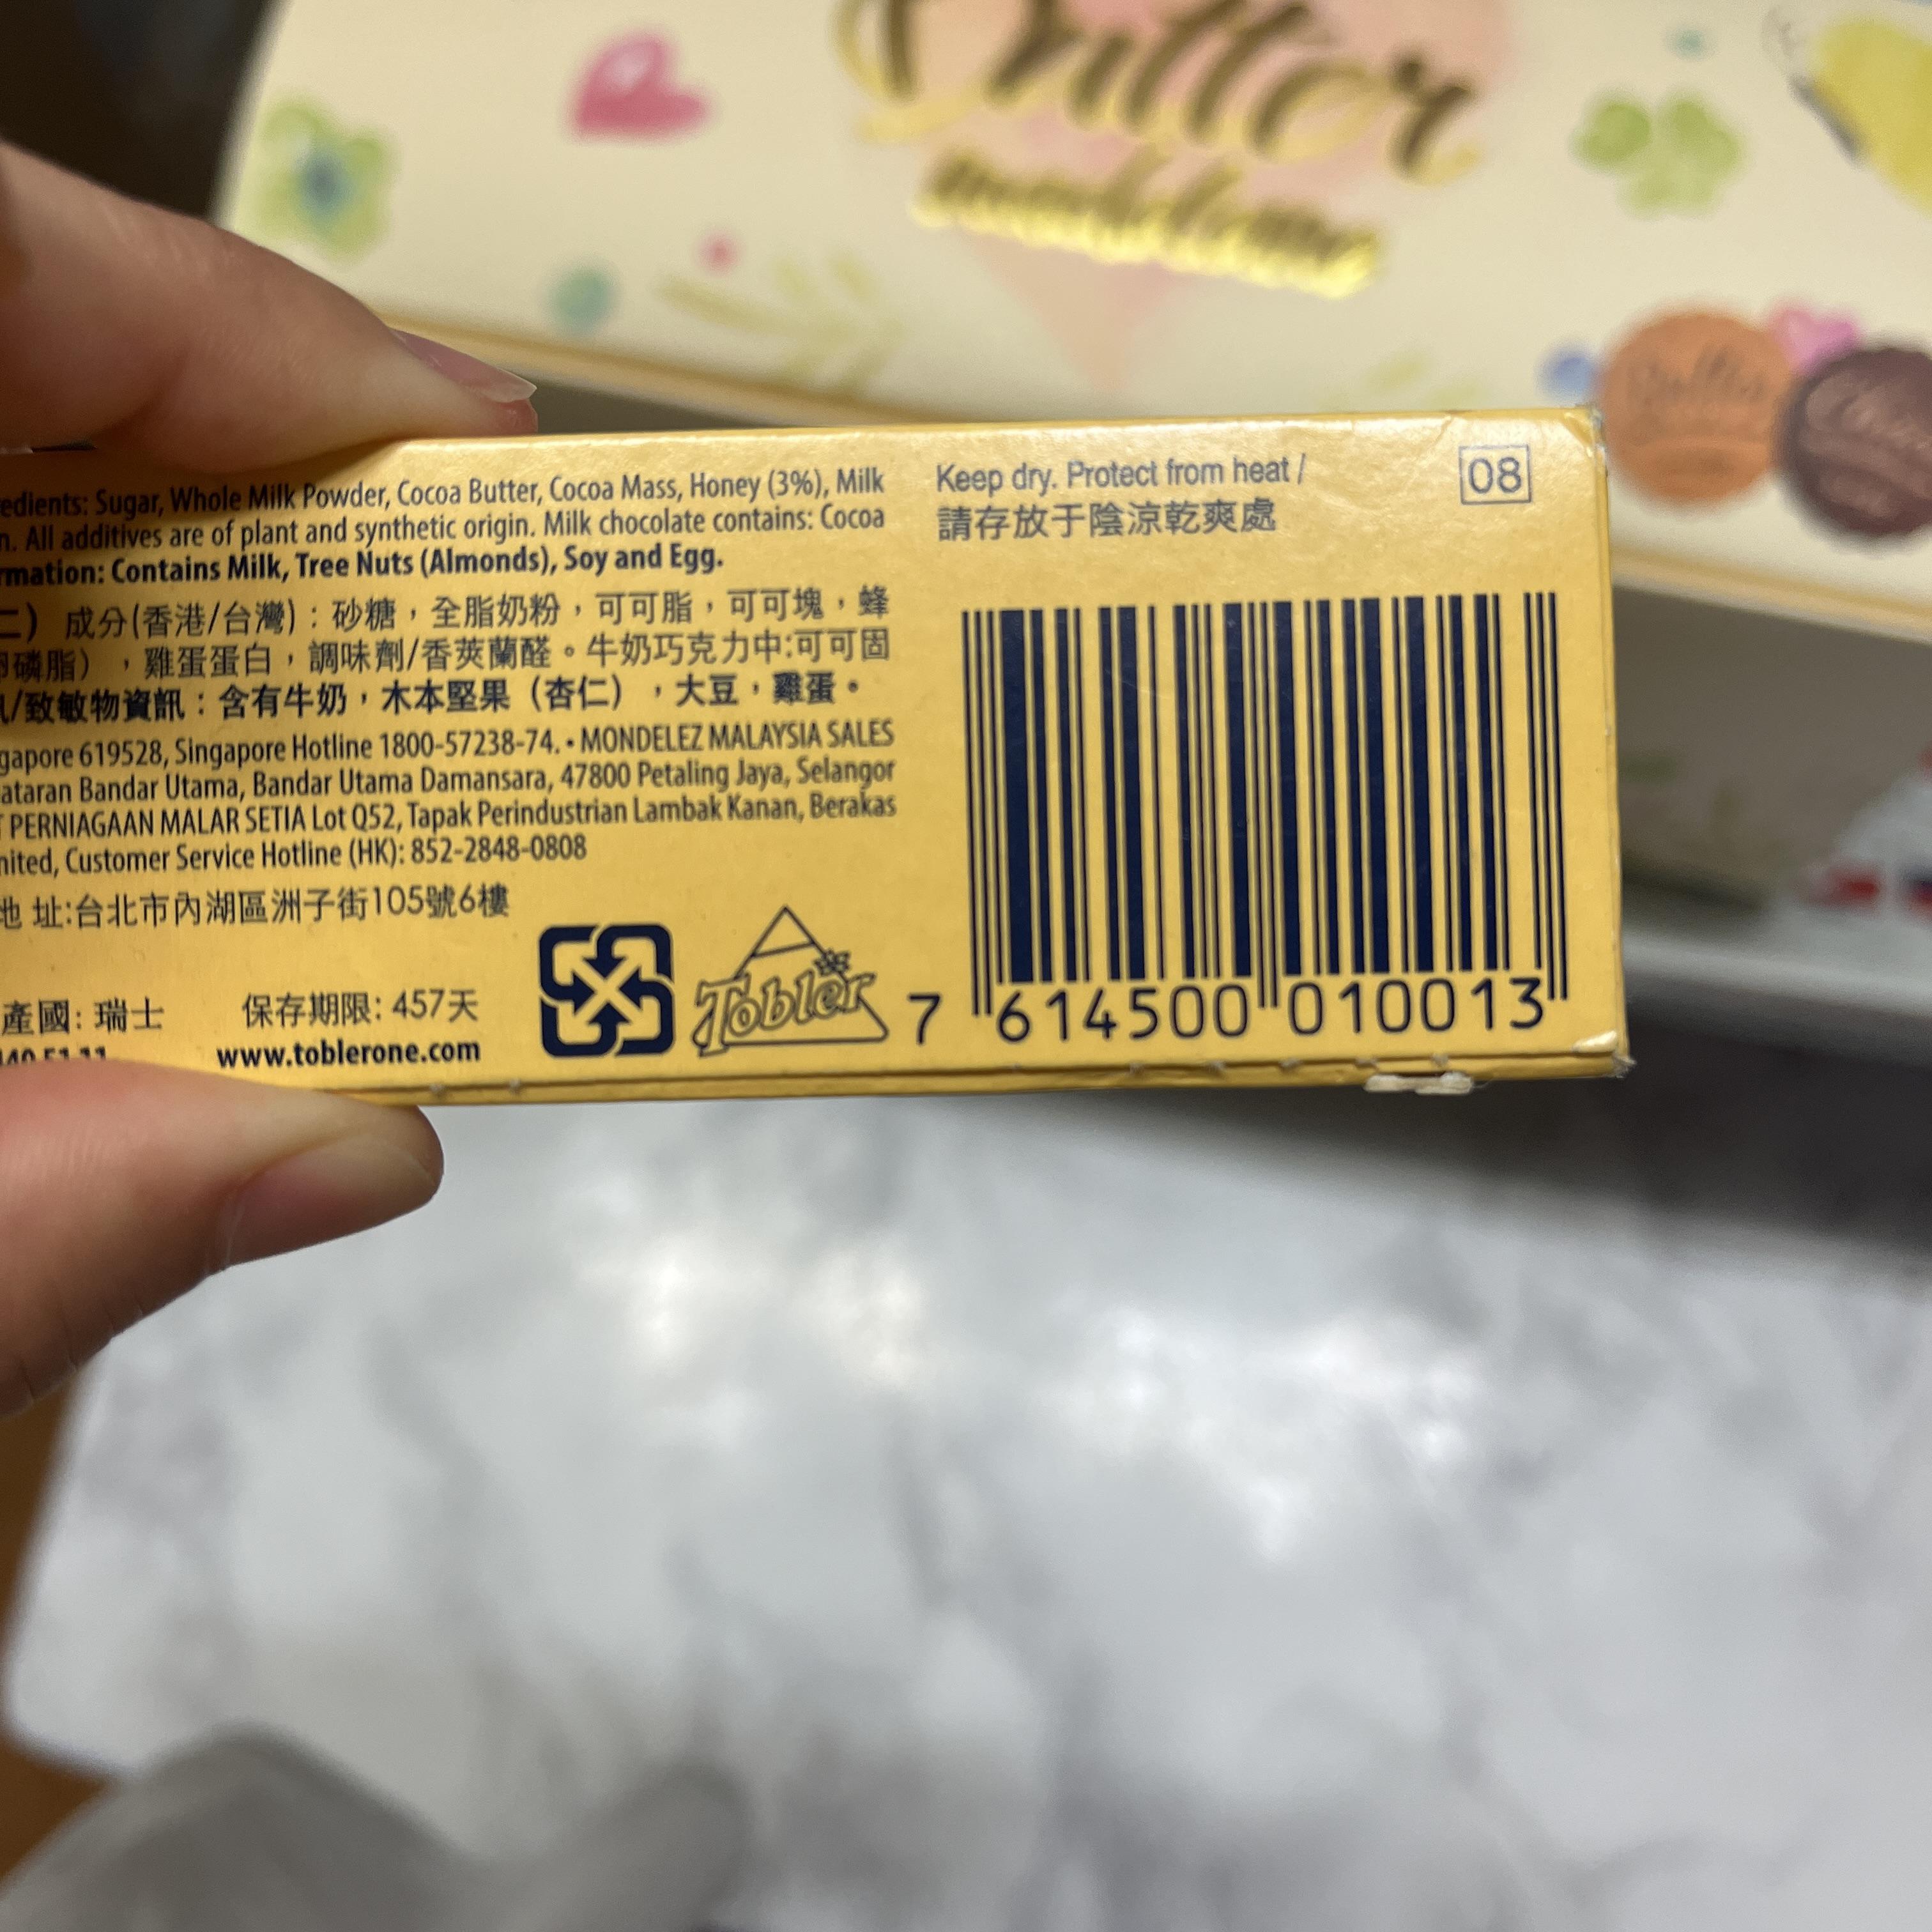 Butter
edients: Sugar, Whole Milk Powder, Cocoa Butter, Cocoa Mass, Honey (3%), Milk
n. All additives are of plant and synthetic origin. Milk chocolate contains: Cocoa
rmation: Contains Milk, Tree Nuts (Almonds), Soy and Egg.
仁）成分(香港/台灣)：砂糖，全脂奶粉，可可脂，可可塊，蜂
卵磷脂），雞蛋蛋白，調味劑/香莢蘭醛。牛奶巧克力中:可可固
/致敏物資訊：含有牛奶，木本堅果（杏仁），大豆，雞蛋。
gapore 619528, Singapore Hotline 1800-57238-74. • MONDELEZ MALAYSIA SALES
ataran Bandar Utama, Bandar Utama Damansara, 47800 Petaling Jaya, Selangor
T PERNIAGAAN MALAR SETIA Lot Q52, Tapak Perindustrian Lambak Kanan, Berakas
nited, Customer Service Hotline (HK): 852-2848-0808
地 址:台北市內湖區洲子街105號6樓
產國: 瑞士 保存期限: 457天
www.toblerone.com
Tobler
Keep dry. Protect from heat /
請存放于陰涼乾爽處
08
7 614500 010013